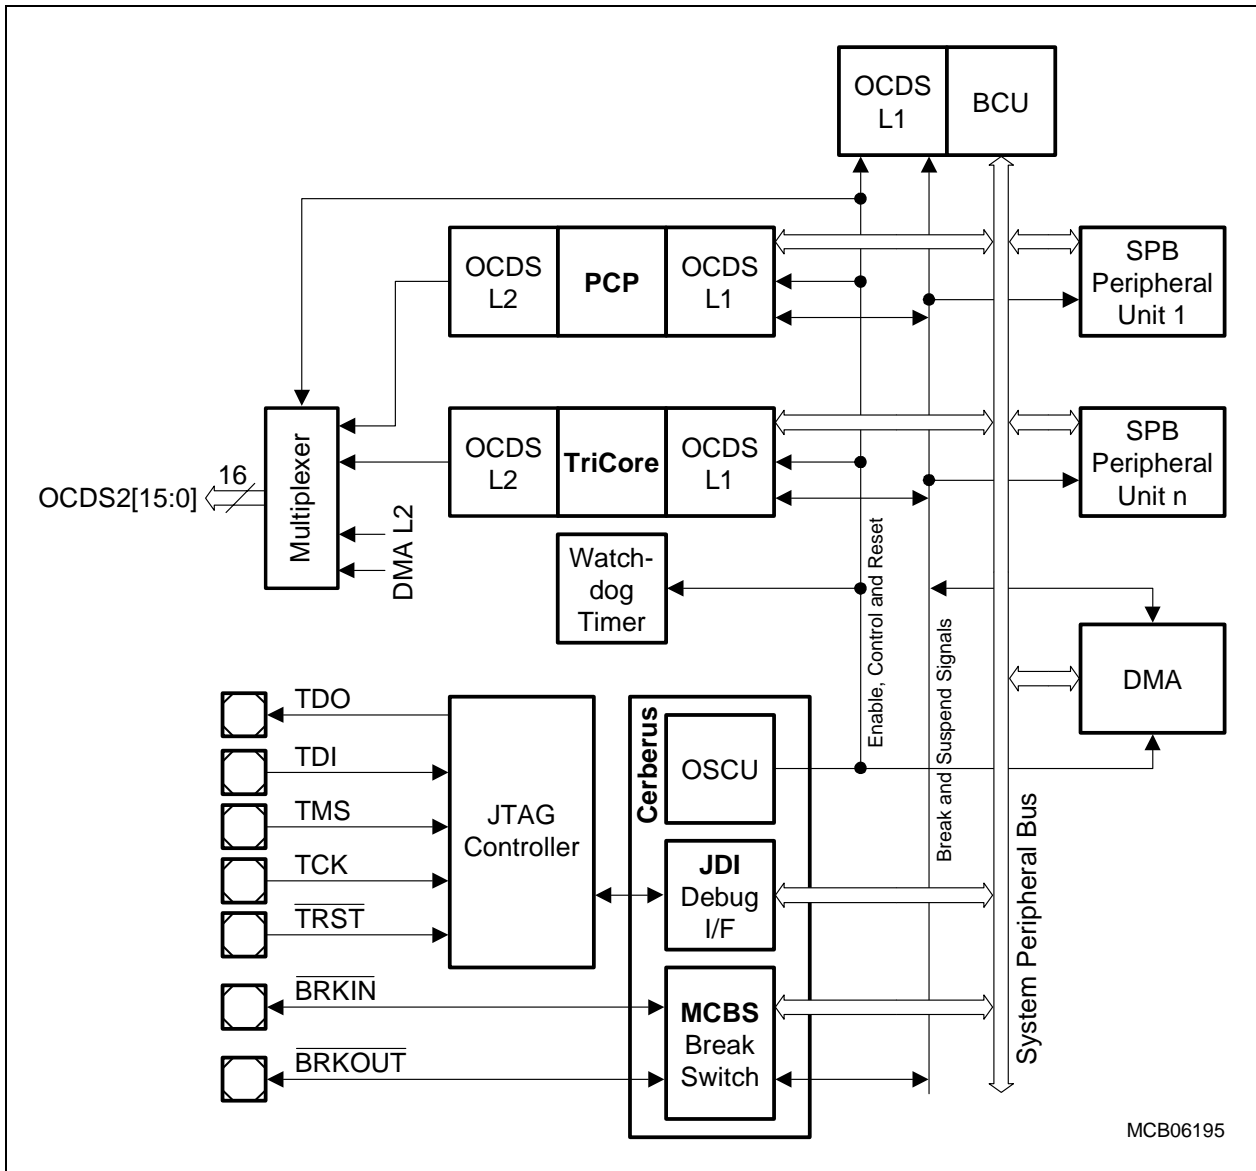 OCDS
L1
BCU
OCDS
L2
PCP
OCDS
L1
SPB
Peripheral
Unit 1
OCDS
L2
TriCore
OCDS
L1
SPB
Peripheral
Unit n
Multiplexer
16
OCDS2[15:0]
DMA L2
Watch-
dog
Timer
Enable, Control and Reset
Break and Suspend Signals
System Peripheral Bus
DMA
TDO
TDI
TMS
TCK
TRST
BRKIN
BRKOUT
JTAG
Controller
Cerberus
OSCU
JDI
Debug
I/F
MCBS
Break
Switch
MCB06195